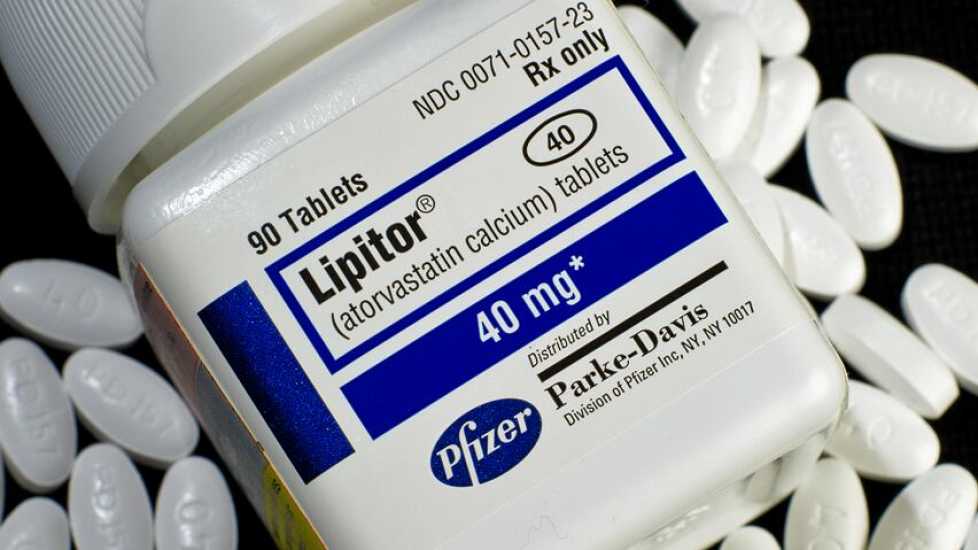 NDC 0071-0157-23
Rx only
90 Tablets
40
Lipitor®
(atorvastatin calcium) tablets
40 mg*
Distributed by
Parke-Davis
Division of Pfizer Inc, NY, NY 10017
Pfizer